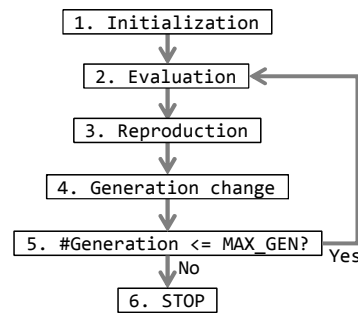 1. Initialization
2. Evaluation
3. Reproduction
4. Generation change
5. #Generation <= MAX_GEN?
Yes
No
6. STOP